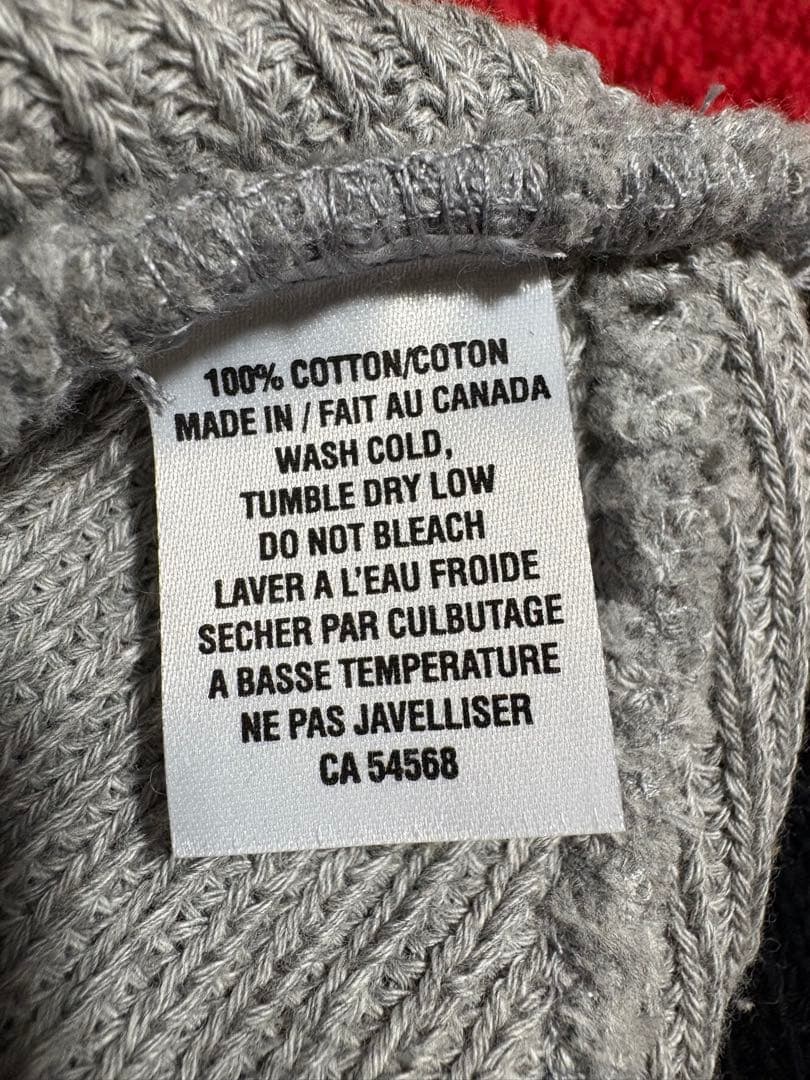 100% COTTON/COTON
MADE IN / FAIT AU CANADA
WASH COLD,
TUMBLE DRY LOW
DO NOT BLEACH
LAVER A L'EAU FROIDE
SECHER PAR CULBUTAGE
A BASSE TEMPERATURE
NE PAS JAVELLISER
CA 54568